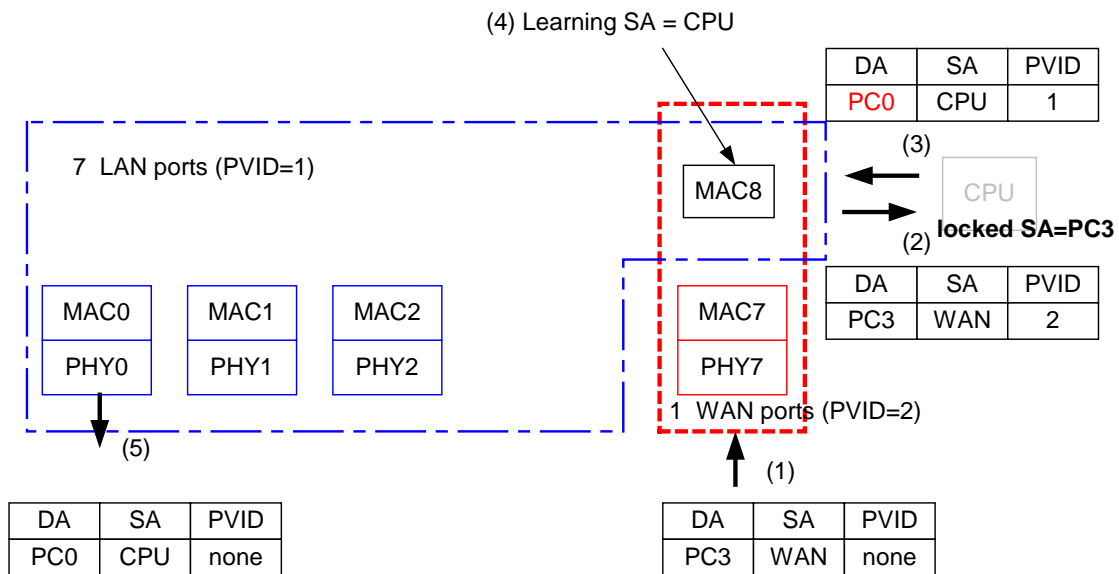 (4) Learning SA = CPU
DA SA PVID
PC0 CPU 1
7 LAN ports (PVID=1)
(3)
MAC8
CPU
(2)
locked SA=PC3
DA SA PVID
PC3 WAN 2
MAC0 MAC1 MAC2 MAC7
PHY0 PHY1 PHY2 PHY7
1 WAN ports (PVID=2)
(5)
(1)
DA SA PVID
PC0 CPU none
DA SA PVID
PC3 WAN none